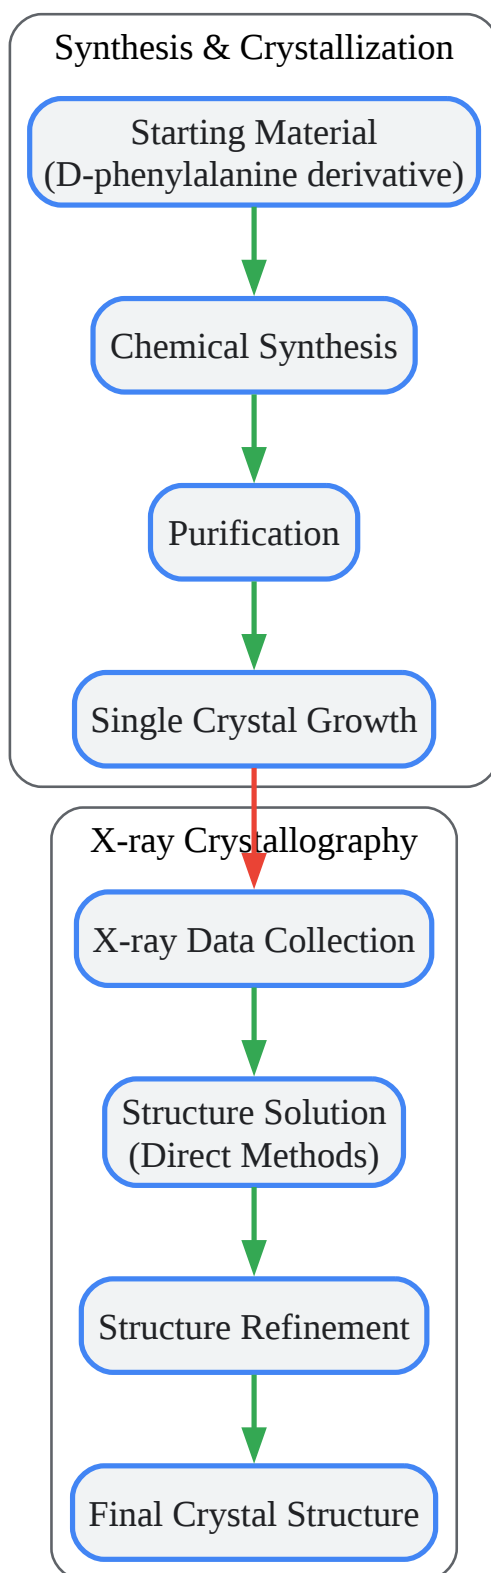 Synthesis & Crystallization
Starting Material
(D-phenylalanine derivative)
Chemical Synthesis
Purification
Single Crystal Growth
X-ray Crystallography
X-ray Data Collection
Structure Solution
(Direct Methods)
Structure Refinement
Final Crystal Structure